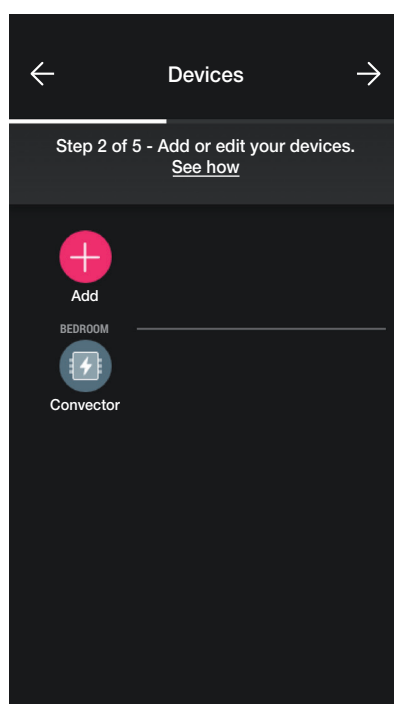 Devices
Step 2 of 5 - Add or edit your devices.
See how
Add
BEDROOM
Convector